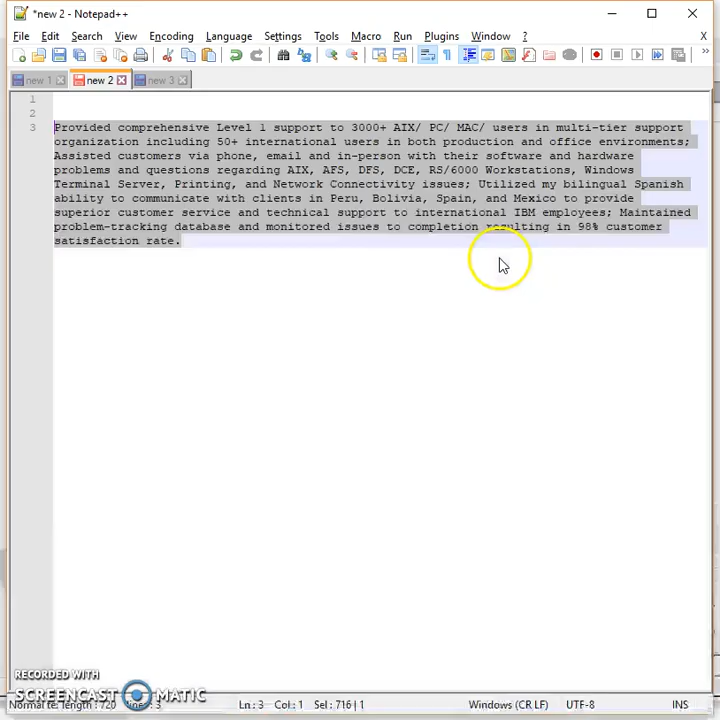 *new 2 - Notepad++
File Edit Search View Encoding Language Settings Tools Macro Run Plugins Window ? X
new 1 new 2 new 3
1
2
3 Provided comprehensive Level 1 support to 3000+ AIX/ PC/ MAC/ users in multi-tier support
organization including 50+ international users in both production and office environments;
Assisted customers via phone, email and in-person with their software and hardware
problems and questions regarding AIX, AFS, DFS, DCE, RS/6000 Workstations, Windows
Terminal Server, Printing, and Network Connectivity issues; Utilized my bilingual Spanish
ability to communicate with clients in Peru, Bolivia, Spain, and Mexico to provide
superior customer service and technical support to international IBM employees; Maintained
problem-tracking database and monitored issues to completion resulting in 98% customer
satisfaction rate.
RECORDED WITH
SCREENCAST MATIC
Normal te length : 720 lines : 3 Ln : 3 Col : 1 Sel : 716 | 1 Windows (CR LF) UTF-8 INS